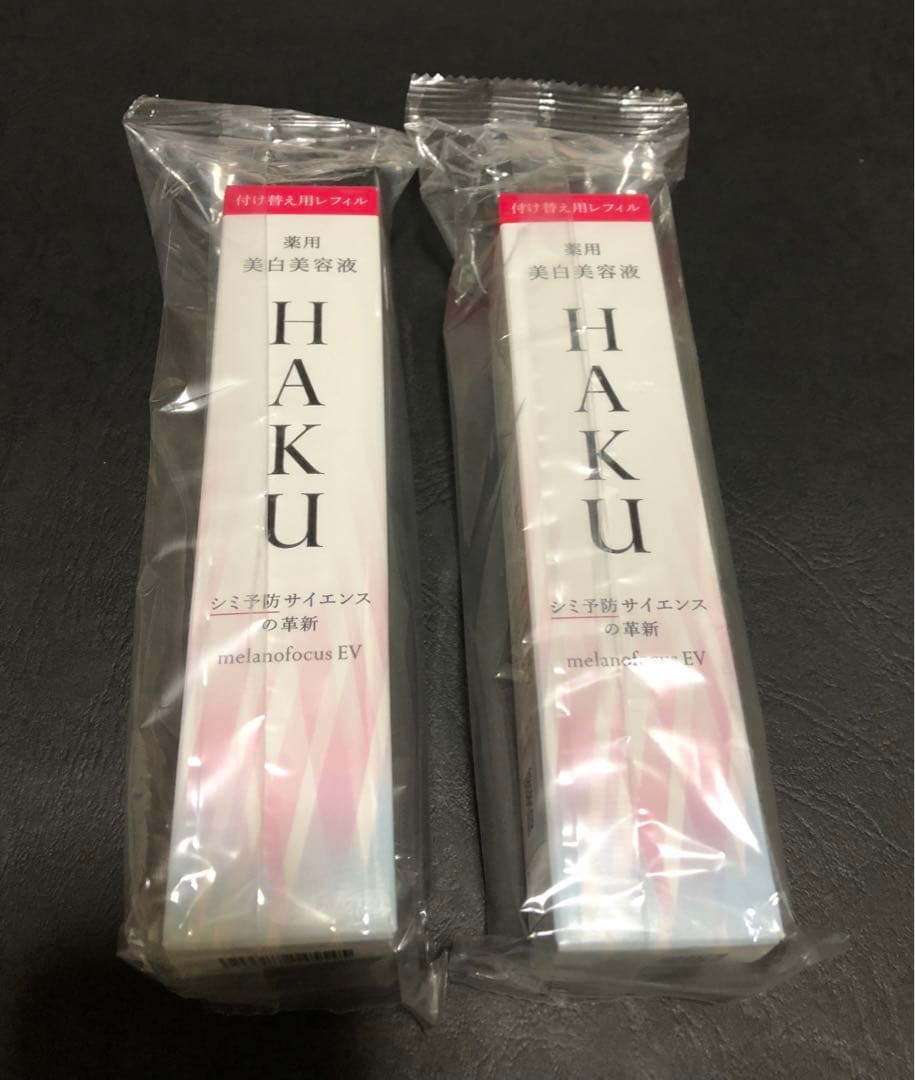 付け替え用レフィル
薬用
美白美容液
HAKU
シミ予防サイエンス
の革新
melanofocus EV
付け替え用レフィル
薬用
美白美容液
HAKU
シミ予防サイエンス
の革新
melanofocus EV